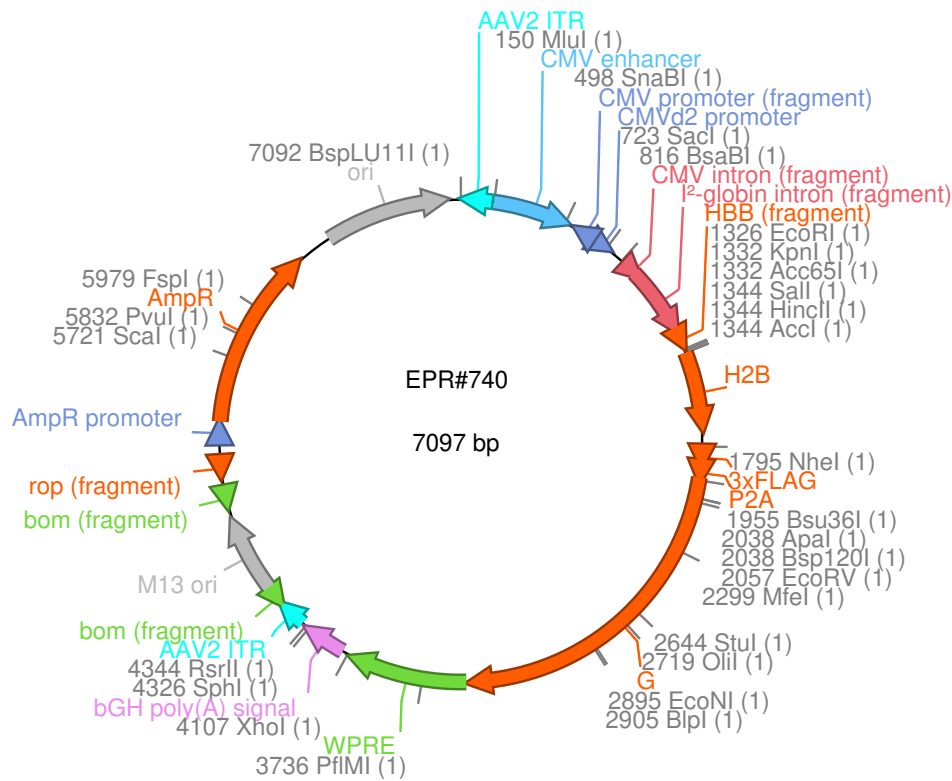 AAV2 ITR
150 MluI (1)
CMV enhancer
498 SnaBI (1)
CMV promoter (fragment)
CMVd2 promoter
723 SacI (1)
816 BsaBI (1)
CMV intron (fragment)
I²-globin intron (fragment)
HBB (fragment)
1326 EcoRI (1)
1332 KpnI (1)
1332 Acc65I (1)
1344 SalI (1)
1344 HincII (1)
1344 AccI (1)
H2B
1795 NheI (1)
3xFLAG
P2A
1955 Bsu36I (1)
2038 ApaI (1)
2038 Bsp120I (1)
2057 EcoRV (1)
2299 MfeI (1)
2644 StuI (1)
2719 OliI (1)
G
2895 EcoNI (1)
2905 BlpI (1)
3736 PflMI (1)
WPRE
4107 XhoI (1)
bGH poly(A) signal
4326 SphI (1)
4344 RsrII (1)
AAV2 ITR
bom (fragment)
M13 ori
bom (fragment)
rop (fragment)
AmpR promoter
5721 ScaI (1)
5832 PvuI (1)
AmpR
5979 FspI (1)
ori
7092 BspLU11I (1)
EPR#740
7097 bp